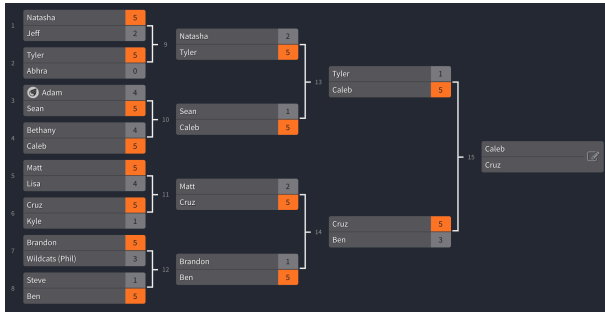 1
Natasha 5
Jeff 2
2
Tyler 5
Abhra 0
3
Adam 4
Sean 5
4
Bethany 4
Caleb 5
5
Matt 5
Lisa 4
6
Cruz 5
Kyle 1
7
Brandon 5
Wildcats (Phil) 3
8
Steve 1
Ben 5
9
Natasha 2
Tyler 5
10
Sean 1
Caleb 5
11
Matt 2
Cruz 5
12
Brandon 1
Ben 5
13
Tyler 1
Caleb 5
14
Cruz 5
Ben 3
15
Caleb
Cruz